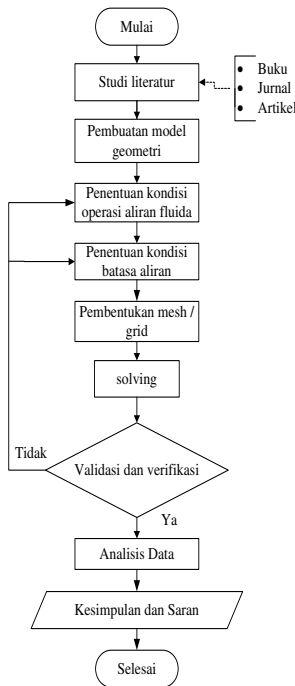 Mulai
Studi literatur
• Buku
• Jurnal
• Artikel
Pembuatan model
geometri
Penentuan kondisi
operasi aliran fluida
Penentuan kondisi
batasa aliran
Pembentukan mesh /
grid
solving
Tidak
Validasi dan verifikasi
Ya
Analisis Data
Kesimpulan dan Saran
Selesai